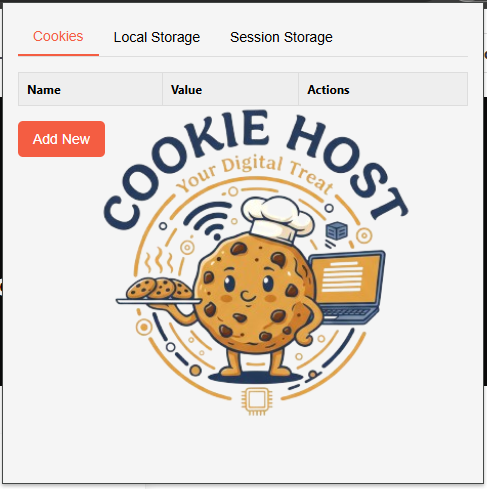 Cookies Local Storage Session Storage
Name Value Actions
Add New
COOKIE HOST
Your Digital Treat